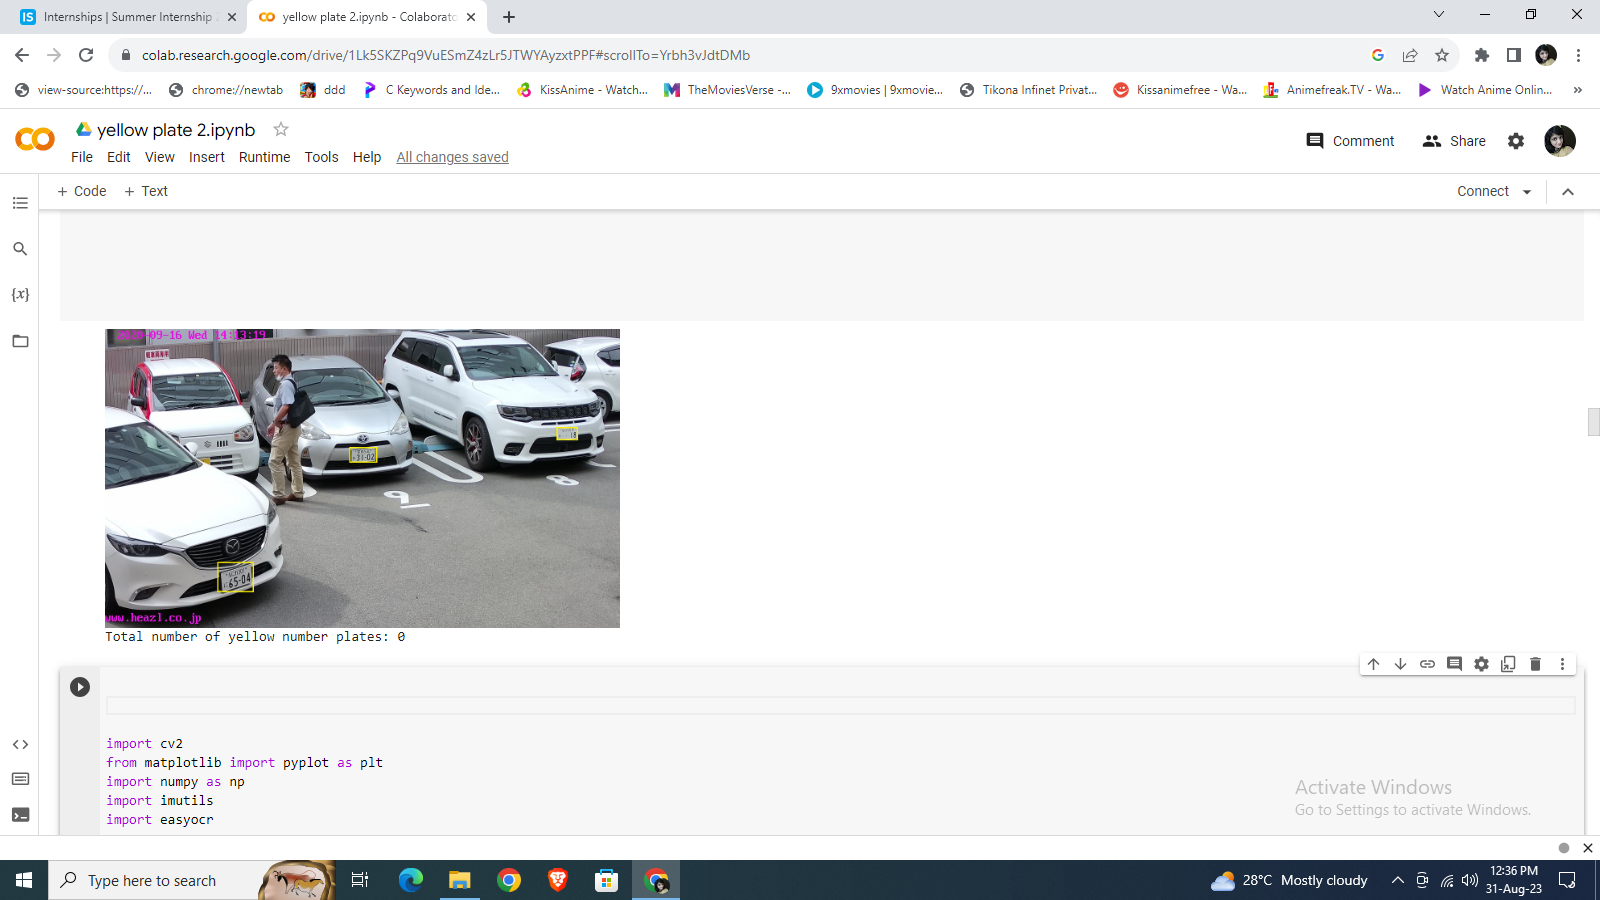 Internships | Summer Internship
yellow plate 2.ipynb - Colaborato
colab.research.google.com/drive/1Lk5SKZPq9VuESmZ4zLr5JTWYAyzxtPPF#scrollTo=Yrbh3vJdtDMb
view-source:https://...
chrome://newtab
ddd
C Keywords and Ide...
KissAnime - Watch...
TheMoviesVerse -...
9xmovies | 9xmovie...
Tikona Infinet Privat...
Kissanimefree - Wa...
Animefreak.TV - Wa...
Watch Anime Onlin...
yellow plate 2.ipynb
Comment
Share
File Edit View Insert Runtime Tools Help All changes saved
+ Code + Text
Connect
{x}
09-16 Wed 14:13:19
31-02
65-04
www.heazl.co.jp
Total number of yellow number plates: 0
import cv2
from matplotlib import pyplot as plt
import numpy as np
import imutils
import easyocr
Activate Windows
Go to Settings to activate Windows.
Type here to search
28°C Mostly cloudy
12:36 PM
31-Aug-23